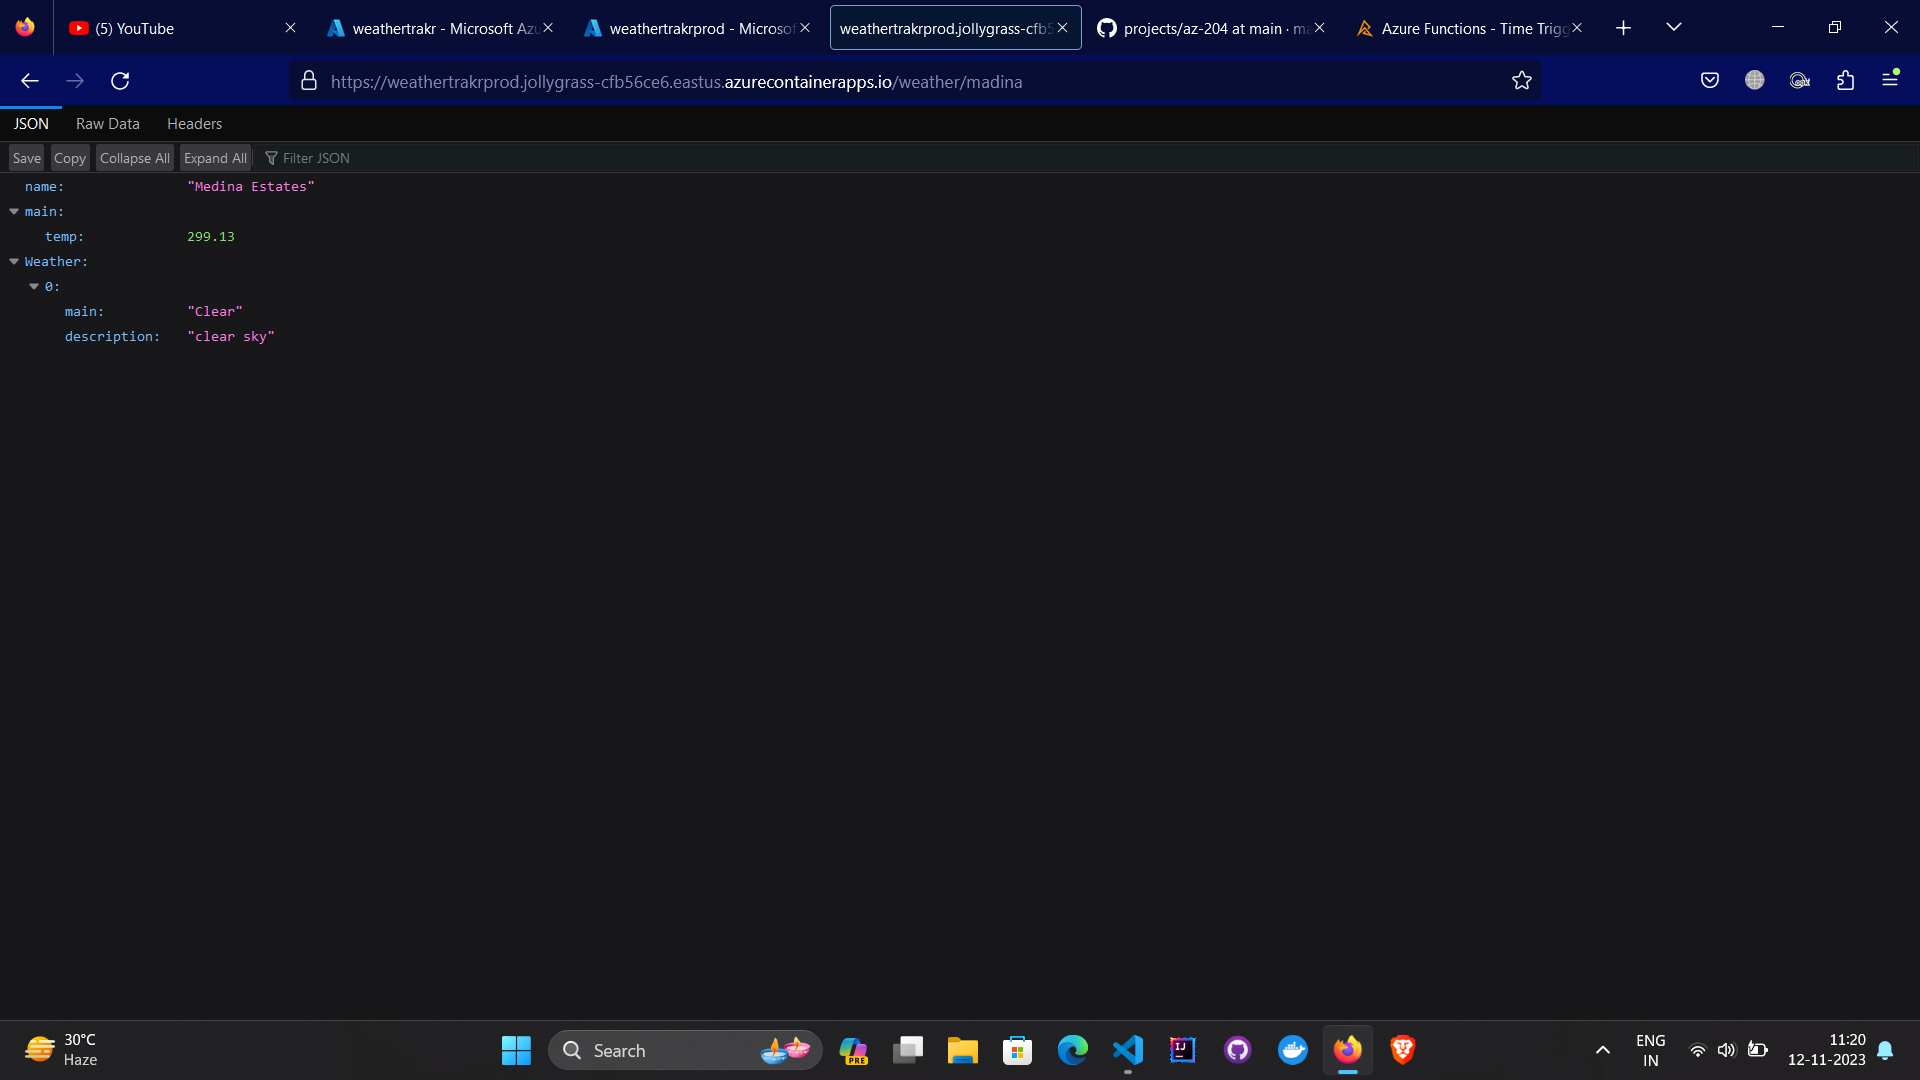 (5) YouTube
weathertrakr - Microsoft Azu
weathertrakrprod - Microsof
weathertrakrprod.jollygrass-cfb5
projects/az-204 at main · ma
Azure Functions - Time Trigg
https://weathertrakrprod.jollygrass-cfb56ce6.eastus.azurecontainerapps.io/weather/madina
JSON Raw Data Headers
Save Copy Collapse All Expand All Filter JSON
name: "Medina Estates"
main:
temp: 299.13
Weather:
0:
main: "Clear"
description: "clear sky"
30°C
Haze
Search
PRE
IJ
ENG
IN
11:20
12-11-2023